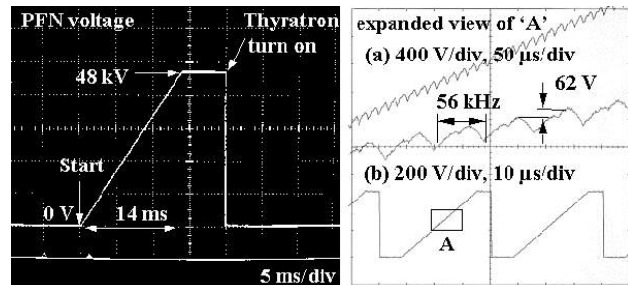 PFN voltage
Thyratron
turn on
48 kV
Start
0 V
14 ms
5 ms/div
expanded view of ‘A’
(a) 400 V/div, 50 µs/div
62 V
56 kHz
(b) 200 V/div, 10 µs/div
A